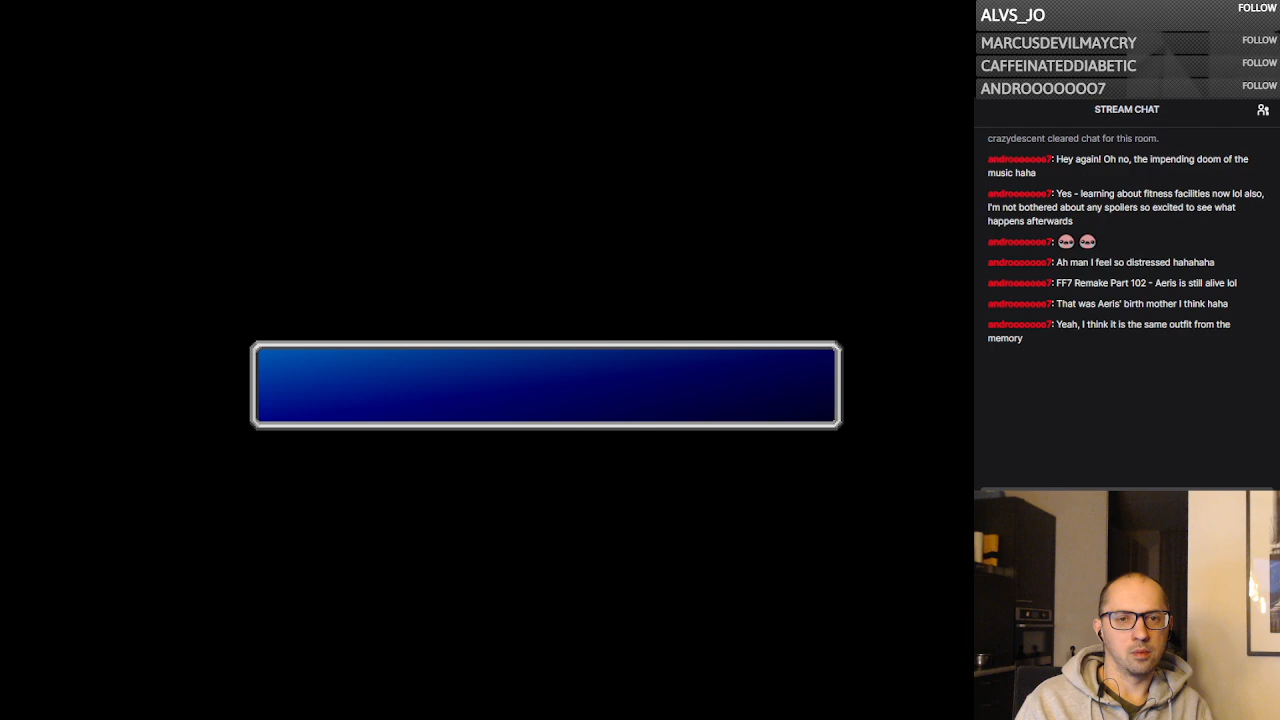 ALVS_JO FOLLOW
MARCUSDEVILMAYCRY FOLLOW
CAFFEINATEDDIABETIC FOLLOW
ANDROOOOOOO7 FOLLOW
STREAM CHAT
crazydescent cleared chat for this room.
androoooooo7: Hey again! Oh no, the impending doom of the
music haha
androoooooo7: Yes - learning about fitness facilities now lol also,
I'm not bothered about any spoilers so excited to see what
happens afterwards
androoooooo7:
androoooooo7: Ah man I feel so distressed hahahaha
androoooooo7: FF7 Remake Part 102 - Aeris is still alive lol
androoooooo7: That was Aeris' birth mother I think haha
androoooooo7: Yeah, I think it is the same outfit from the
memory